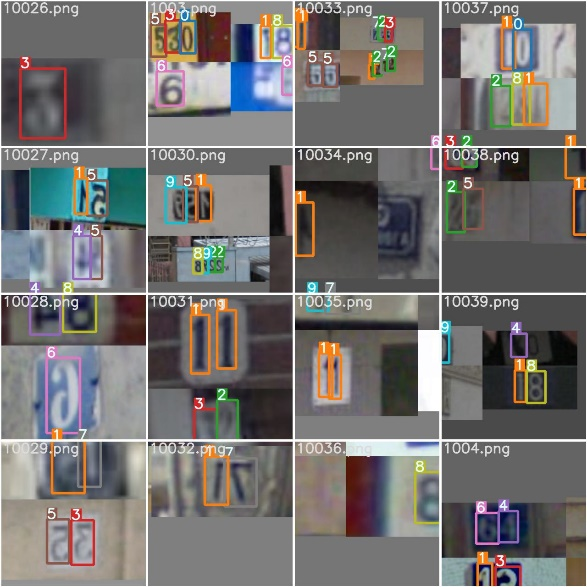 10026.png
1003.png
10033.png
10037.png
3
5 3 0
1 8
6
6
1
7 2 3
5 5
1 2 7 2
1 0
2 8 1
10027.png
10030.png
10034.png
10038.png
1 5
4 5
9 5 1
8 9 2 2
1
6
3 2
1
2 5
1
10028.png
10031.png
10035.png
10039.png
4 8
6
1 1
3 2
9 7
1 1
9
4
1 8
10029.png
10032.png
10036.png
1004.png
1 7
5 3
1 7
8
6 4
1 3